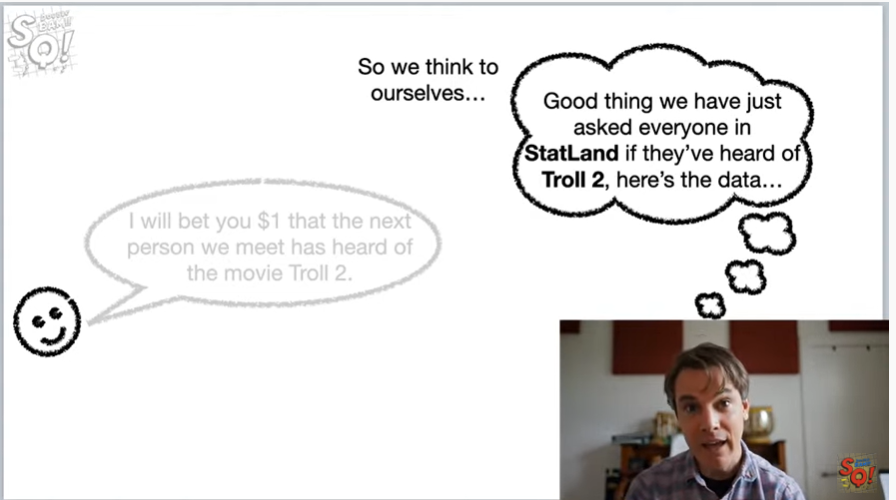 SQ!
So we think to
ourselves…
Good thing we have just
asked everyone in
StatLand if they've heard of
Troll 2, here's the data…
I will bet you $1 that the next
person we meet has heard of
the movie Troll 2.
SQ!